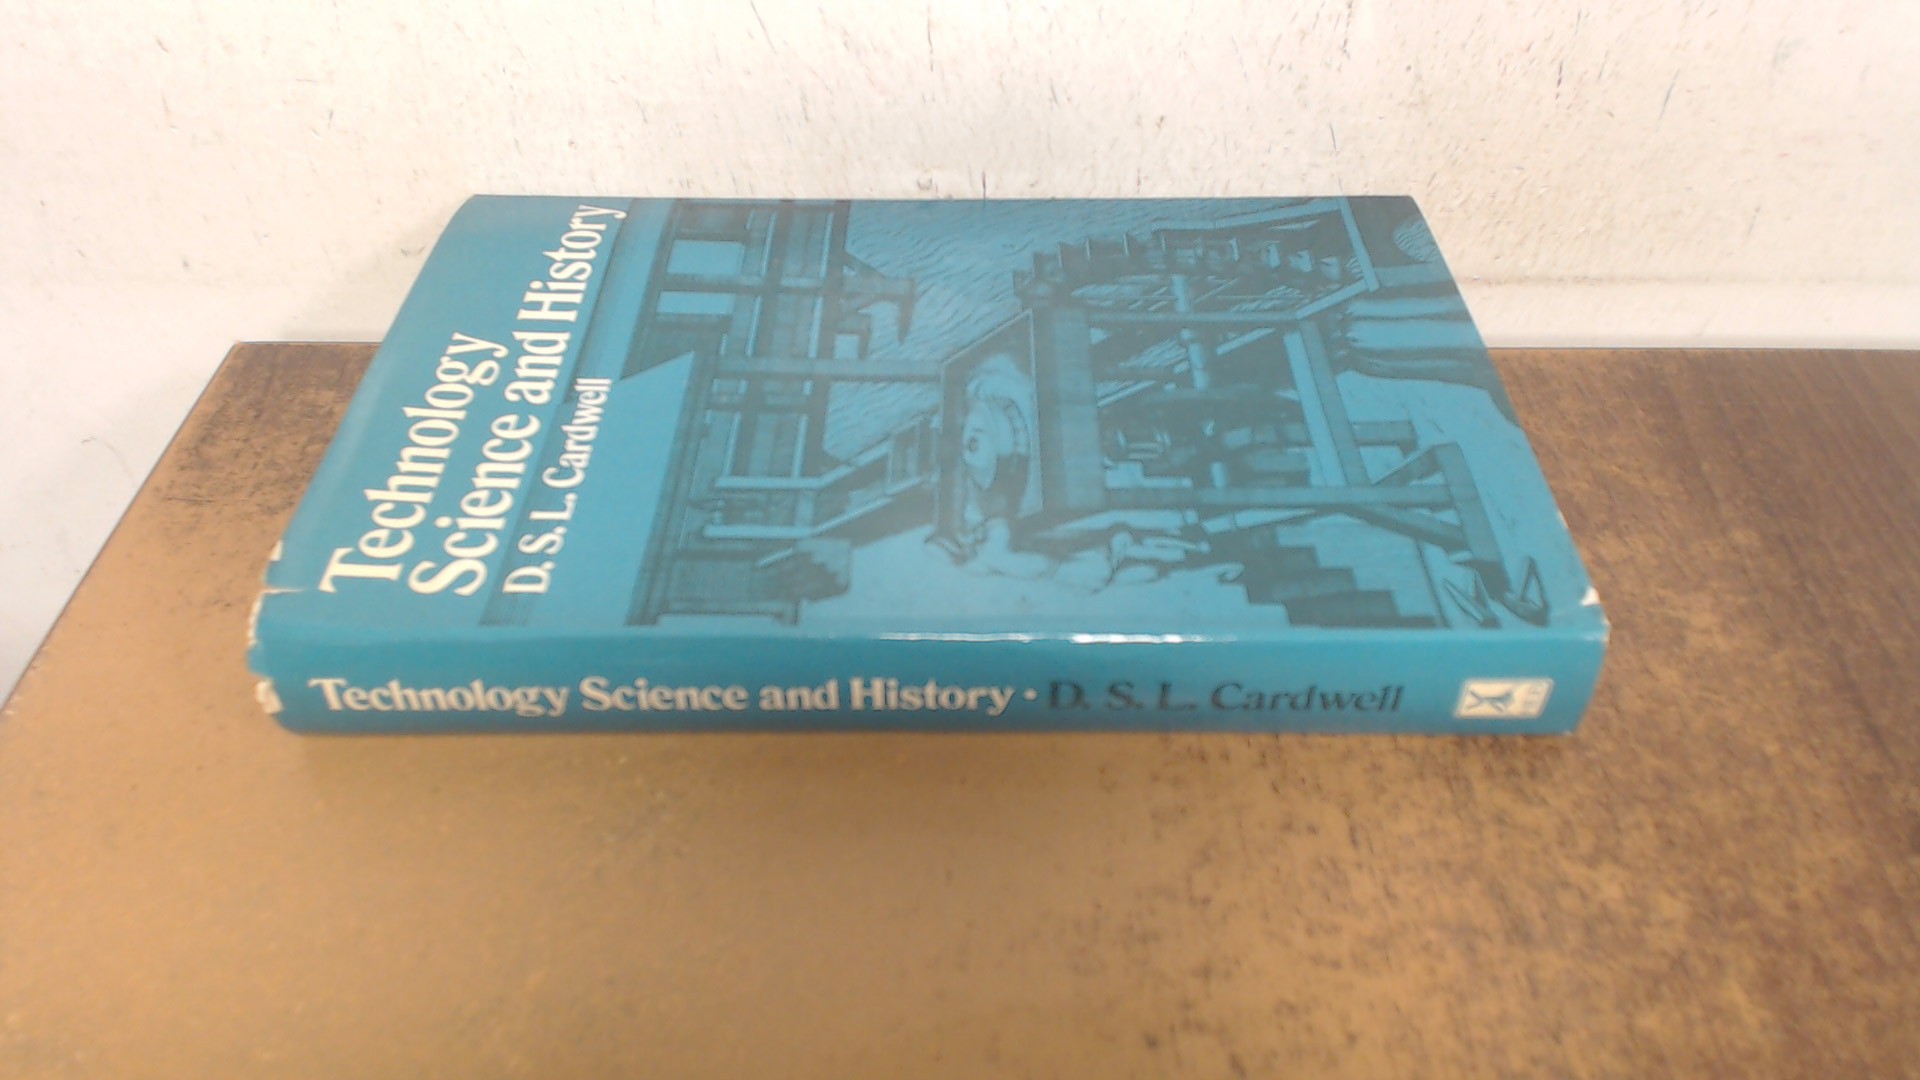 Technology
Science and History
D. S. L. Cardwell
Technology Science and History · D. S. L. Cardwell